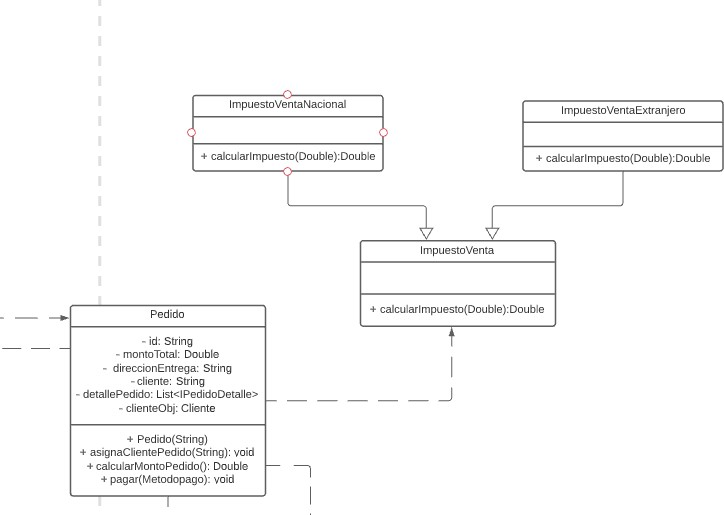 ImpuestoVentaNacional
+ calcularImpuesto(Double):Double
ImpuestoVentaExtranjero
+ calcularImpuesto(Double):Double
ImpuestoVenta
+ calcularImpuesto(Double):Double
Pedido
- id: String
- montoTotal: Double
- direccionEntrega: String
- cliente: String
- detallePedido: List<IPedidoDetalle>
- clienteObj: Cliente
+ Pedido(String)
+ asignaClientePedido(String): void
+ calcularMontoPedido(): Double
+ pagar(Metodopago): void